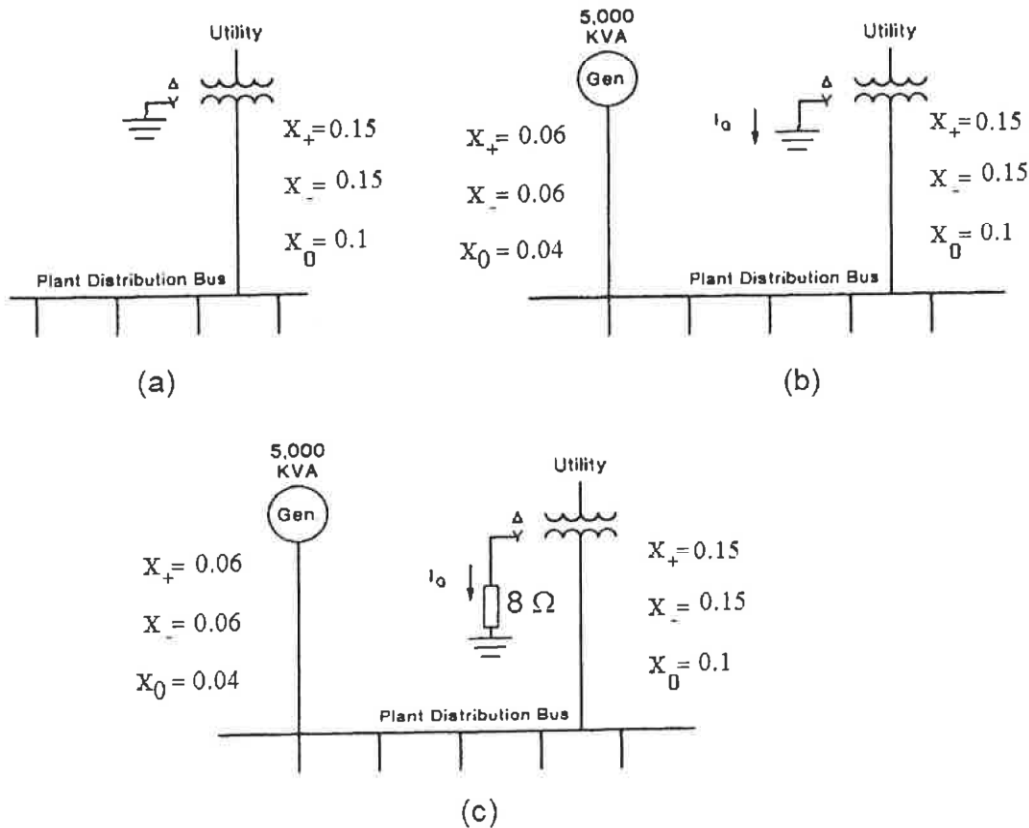 Utility
Δ
Y
X+=0.15
X-= 0.15
X0=0.1
Plant Distribution Bus
(a)
5,000
KVA
Gen
X+= 0.06
X-= 0.06
X0 = 0.04
Utility
Δ
Y
I0
X+=0.15
X-= 0.15
X0= 0.1
Plant Distribution Bus
(b)
5,000
KVA
Gen
X+= 0.06
X-= 0.06
X0 = 0.04
Utility
Δ
Y
I0
8 Ω
X+= 0.15
X-= 0.15
X0= 0.1
Plant Distribution Bus
(c)